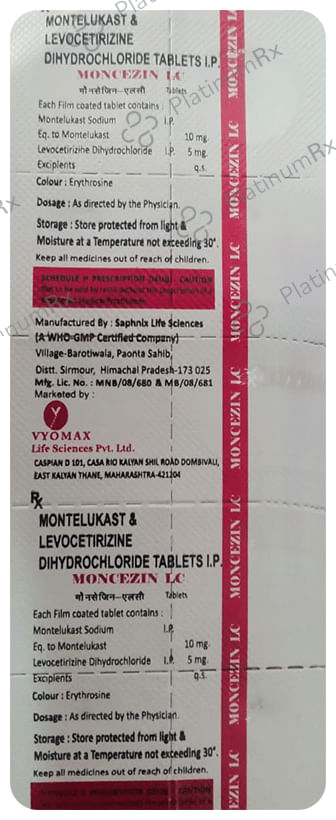 MONTELUKAST &
LEVOCETIRIZINE
DIHYDROCHLORIDE TABLETS I.P.
MONCEZIN LC
मौनसेजिन-एलसी Tablets
Each Film coated tablet contains :
Montelukast Sodium I.P.
Eq. to Montelukast 10 mg.
Levocetirizine Dihydrochloride I.P. 5 mg.
Excipients q.s.
Colour : Erythrosine
Dosage : As directed by the Physician.
Storage : Store protected from light &
Moisture at a Temperature not exceeding 30°.
Keep all medicines out of reach of children.
SCHEDULE H PRESCRIPTION DRUG - CAUTION
Manufactured By : Saphnix Life Sciences
(A WHO-GMP Certified Company)
Village-Barotiwala, Paonta Sahib,
Distt. Sirmour, Himachal Pradesh-173 025
Mfg. Lic. No. : MNB/08/680 & MB/08/681
Marketed by :
VYOMAX
Life Sciences Pvt. Ltd.
CASPIAN D 101, CASA RIO KALYAN SHIL ROAD DOMBIVALI,
EAST KALYAN THANE, MAHARASHTRA-421204
Rx
MONTELUKAST &
LEVOCETIRIZINE
DIHYDROCHLORIDE TABLETS I.P.
MONCEZIN LC
मौनसेजिन-एलसी Tablets
Each Film coated tablet contains :
Montelukast Sodium I.P.
Eq. to Montelukast 10 mg.
Levocetirizine Dihydrochloride I.P. 5 mg.
Excipients q.s.
Colour : Erythrosine
Dosage : As directed by the Physician.
Storage : Store protected from light &
Moisture at a Temperature not exceeding 30°.
Keep all medicines out of reach of children.
MONCEZIN LC
MONCEZIN LC
MONCEZIN LC
MONCEZIN LC
MONCEZIN LC
MONCEZIN LC
PlatinumRx
PlatinumRx
PlatinumRx